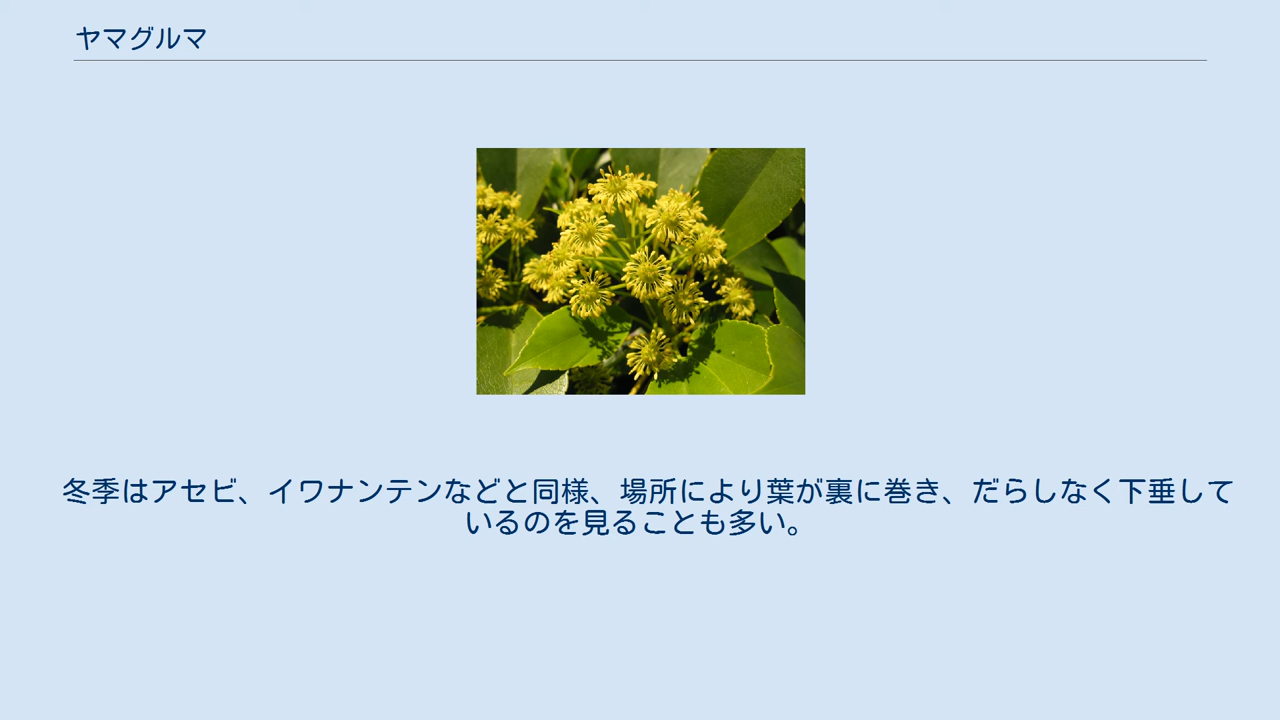 ヤマグルマ
冬季はアセビ、イワナンテンなどと同様、場所により葉が裏に巻き、だらしなく下垂して
いるのを見ることも多い。